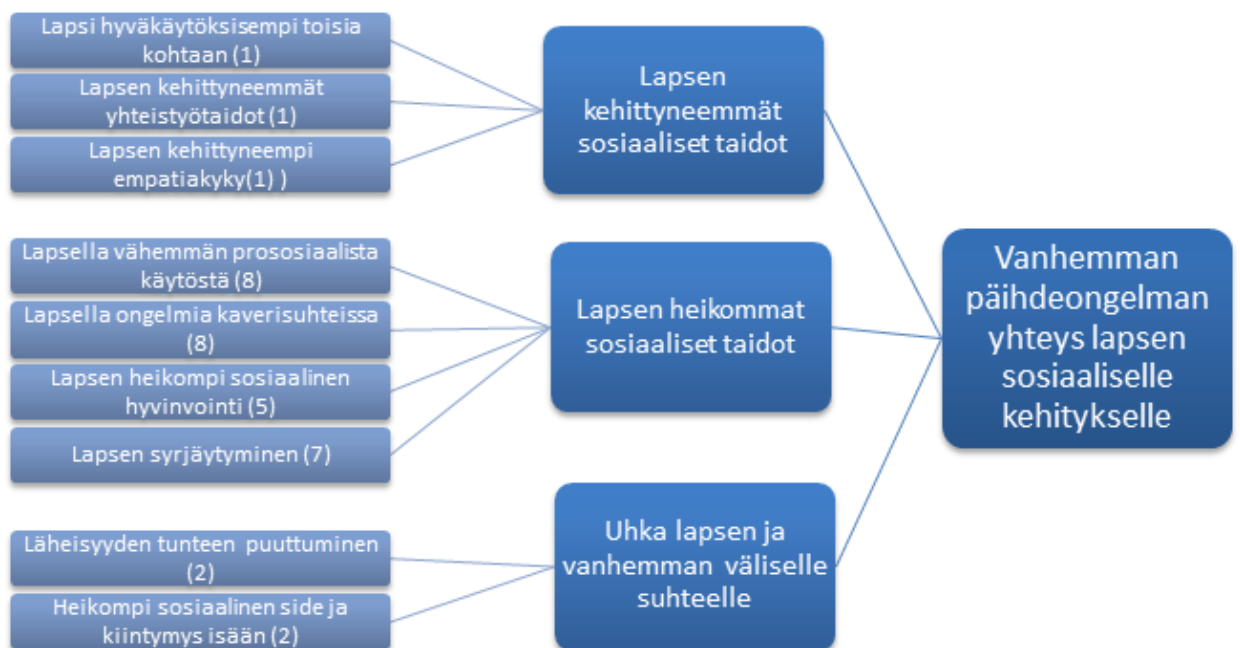 Lapsi hyväkäytöksisempi toisia
kohtaan (1)
Lapsen kehittyneemmät
yhteistyötaidot (1)
Lapsen kehittyneempi
empatiakyky(1) )
Lapsen
kehittyneemmät
sosiaaliset taidot
Lapsella vähemmän prososiaalista
käytöstä (8)
Lapsella ongelmia kaverisuhteissa
(8)
Lapsen heikompi sosiaalinen
hyvinvointi (5)
Lapsen syrjäytyminen (7)
Lapsen heikommat
sosiaaliset taidot
Läheisyyden tunteen puuttuminen
(2)
Heikompi sosiaalinen side ja
kiintymys isään (2)
Uhka lapsen ja
vanhemman väliselle
suhteelle
Vanhemman
päihdeongelman
yhteys lapsen
sosiaaliselle
kehitykselle